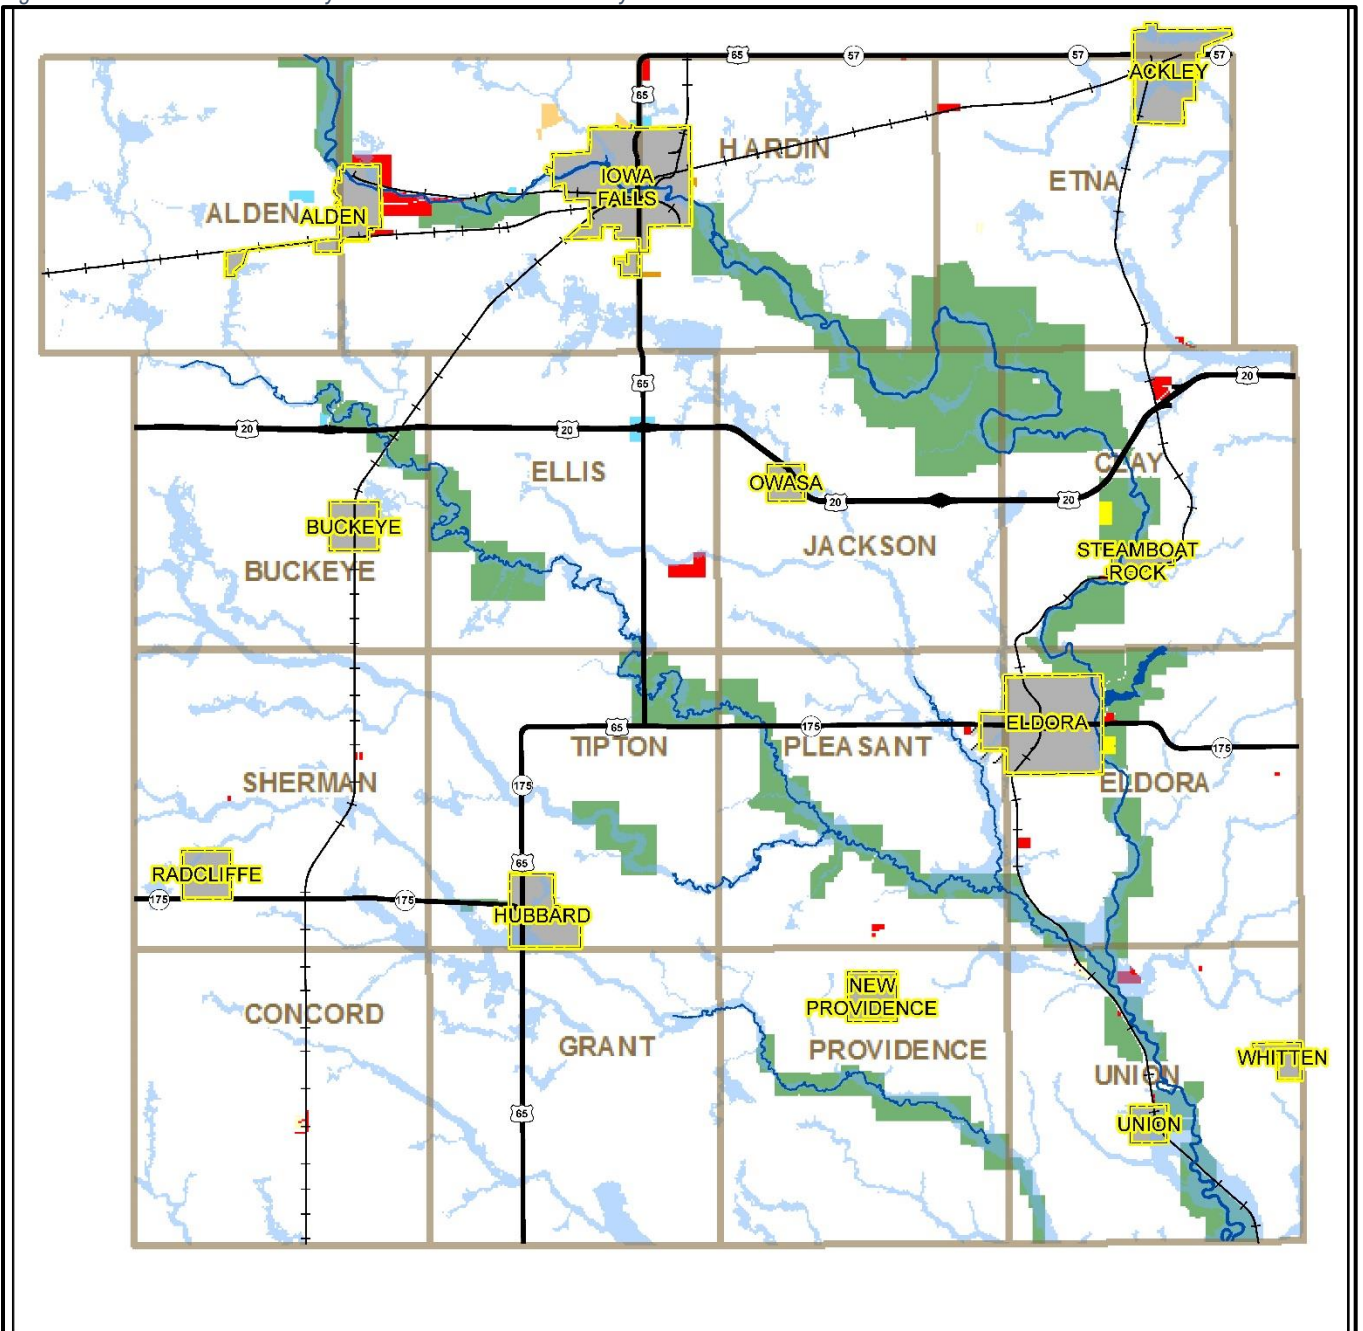 65
57
57
57
ACKLEY
65
HARDIN
IOWA
FALLS
ETNA
ALDEN
ALDEN
65
20
20
20
ELLIS
CLAY
OWASA
20
20
BUCKEYE
JACKSON
STEAMBOAT
ROCK
BUCKEYE
65
175
ELDORA
175
TIPTON
PLEASANT
SHERMAN
175
ELDORA
65
RADCLIFFE
175
175
HUBBARD
NEW
PROVIDENCE
CONCORD
GRANT
PROVIDENCE
WHITTEN
UNION
65
UNION